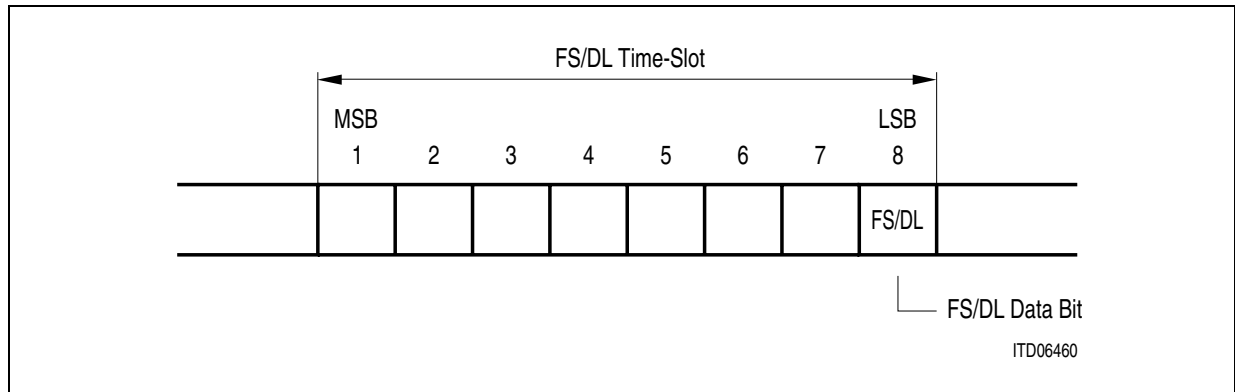 FS/DL Time-Slot
MSB LSB
1 2 3 4 5 6 7 8
FS/DL
FS/DL Data Bit
ITD06460